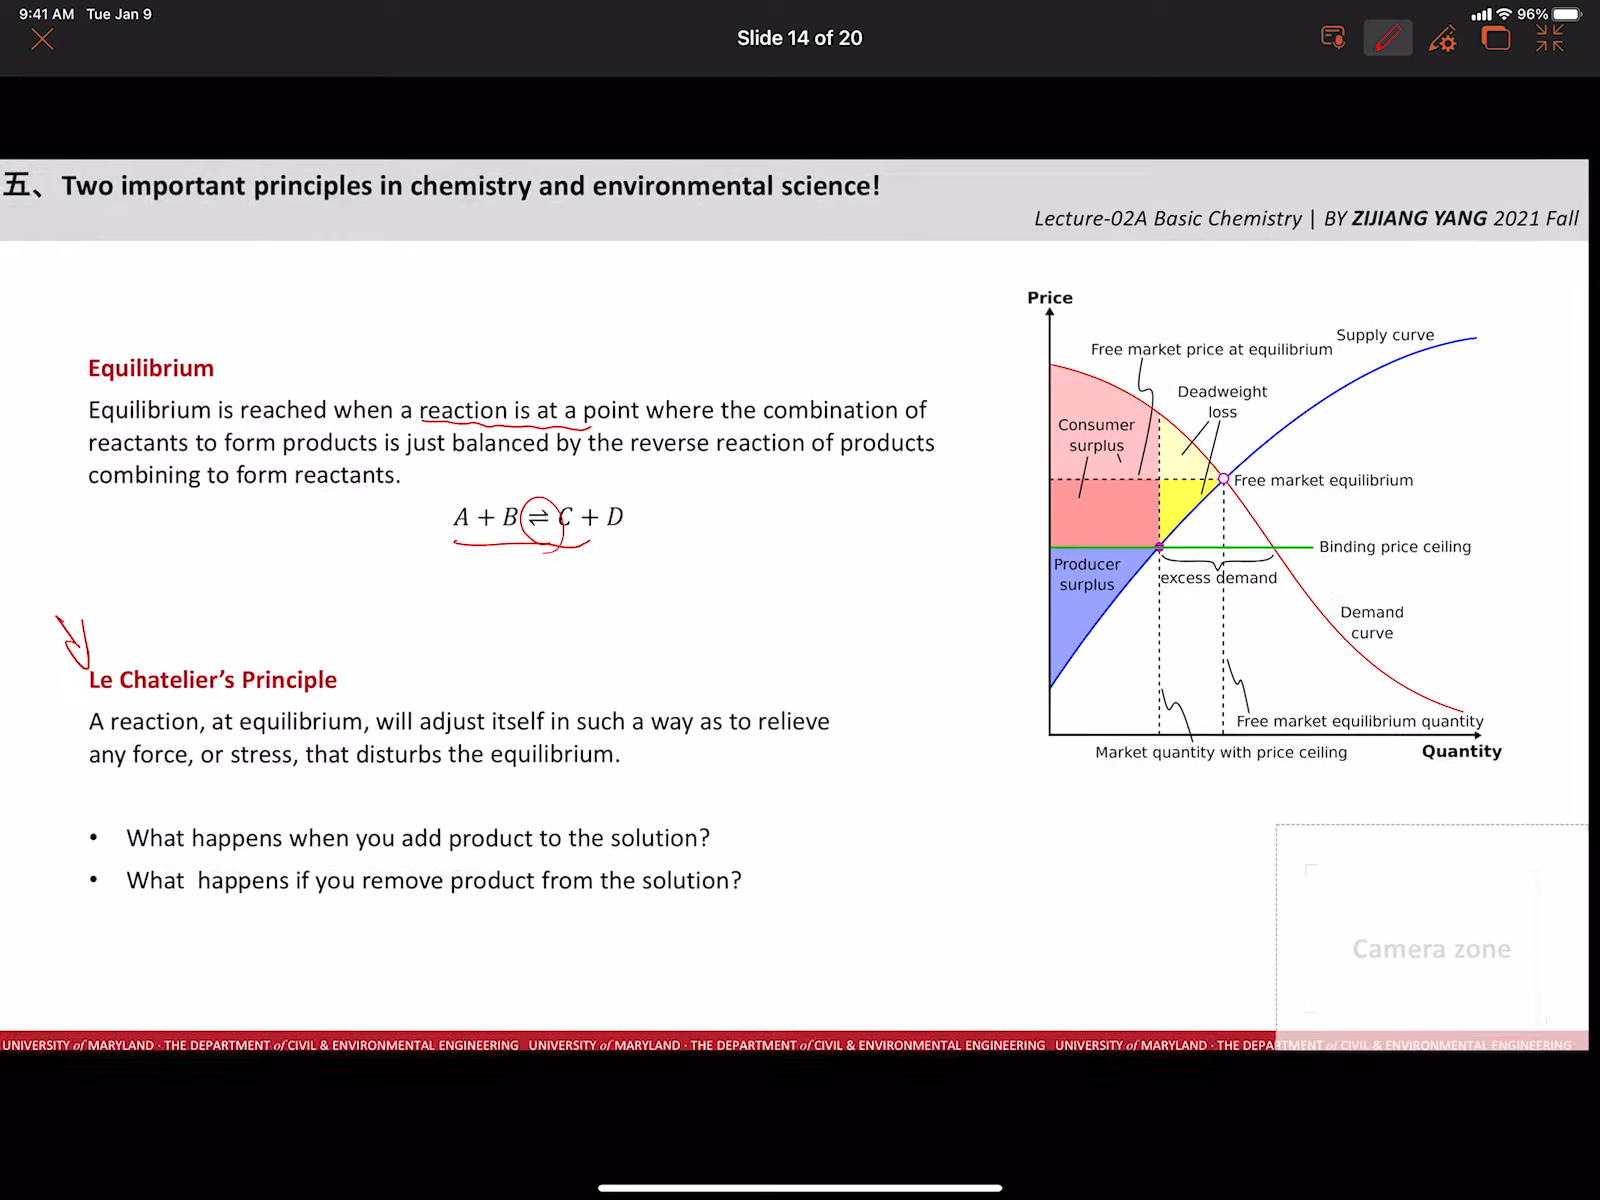 9:41 AM Tue Jan 9
96%
Slide 14 of 20
五、Two important principles in chemistry and environmental science!
Lecture-02A Basic Chemistry | BY ZIJIANG YANG 2021 Fall
Equilibrium
Equilibrium is reached when a reaction is at a point where the combination of
reactants to form products is just balanced by the reverse reaction of products
combining to form reactants.
A + B ⇌ C + D
Le Chatelier’s Principle
A reaction, at equilibrium, will adjust itself in such a way as to relieve
any force, or stress, that disturbs the equilibrium.
• What happens when you add product to the solution?
• What  happens if you remove product from the solution?
Price
Supply curve
Free market price at equilibrium
Deadweight
loss
Consumer
surplus
Free market equilibrium
Binding price ceiling
Producer
surplus
excess demand
Demand
curve
Free market equilibrium quantity
Market quantity with price ceiling
Quantity
Camera zone
UNIVERSITY of MARYLAND · THE DEPARTMENT of CIVIL & ENVIRONMENTAL ENGINEERING UNIVERSITY of MARYLAND · THE DEPARTMENT of CIVIL & ENVIRONMENTAL ENGINEERING UNIVERSITY of MARYLAND · THE DEPARTMENT of CIVIL & ENVIRONMENTAL ENGINEERING